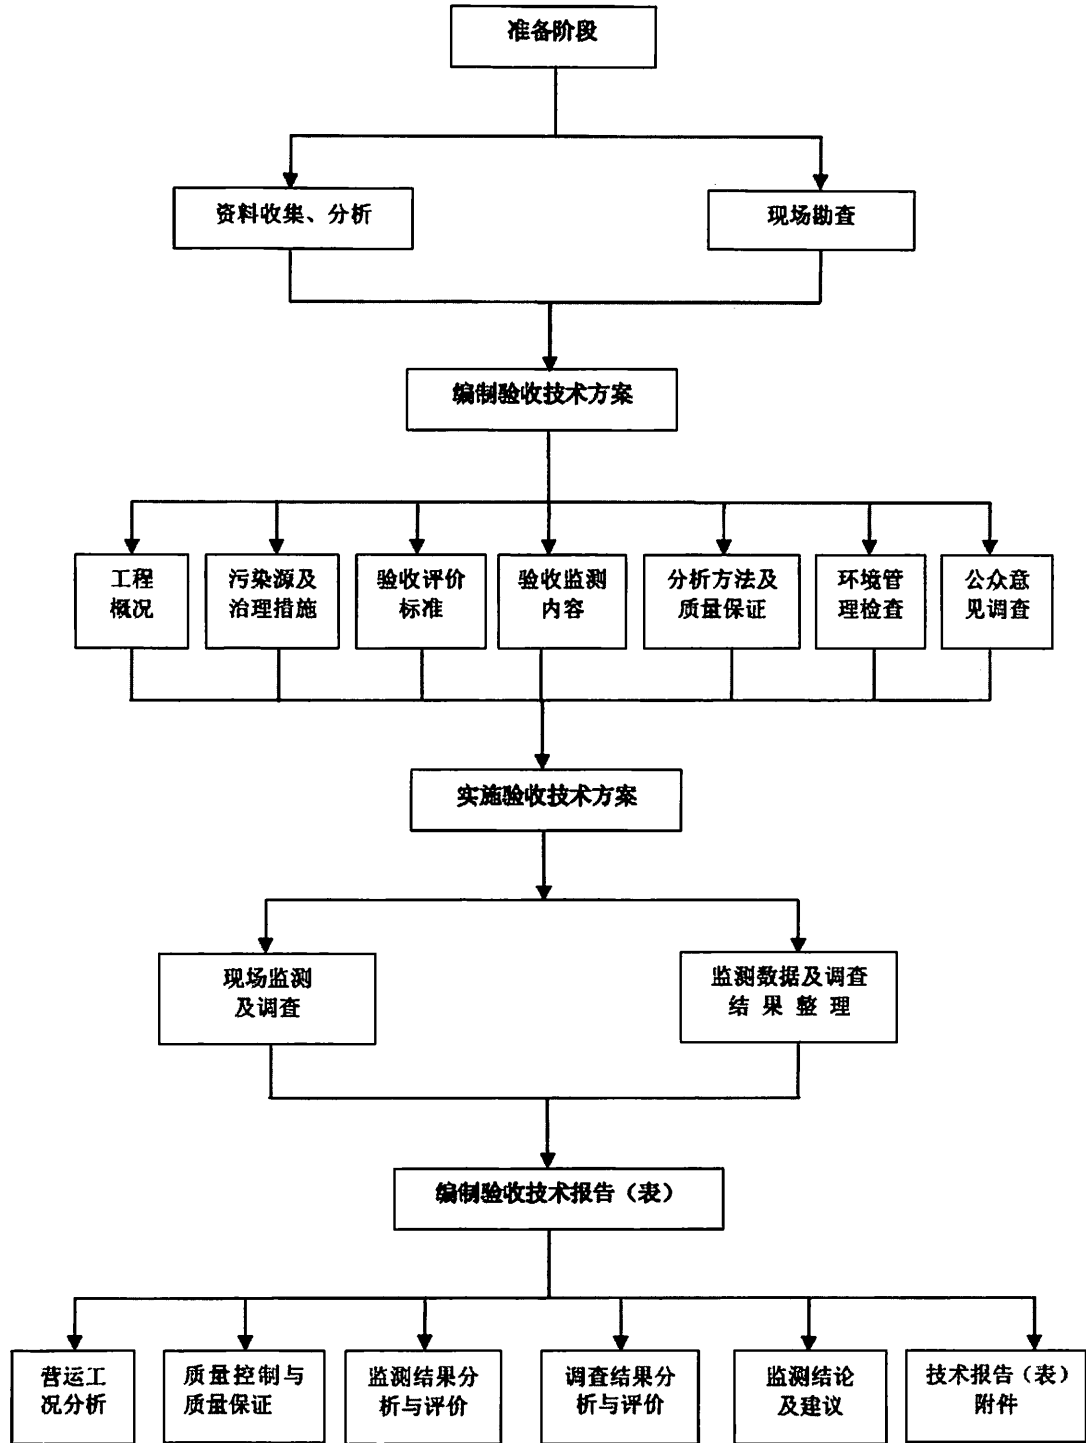 准备阶段
资料收集、分析
现场勘查
编制验收技术方案
工程
概况
污染源及
治理措施
验收评价
标准
验收监测
内容
分析方法及
质量保证
环境管
理检查
公众意
见调查
实施验收技术方案
现场监测
及调查
监测数据及调查
结 果 整 理
编制验收技术报告（表）
营运工
况分析
质量控制与
质量保证
监测结果分
析与评价
调查结果分
析与评价
监测结论
及建议
技术报告（表）
附件